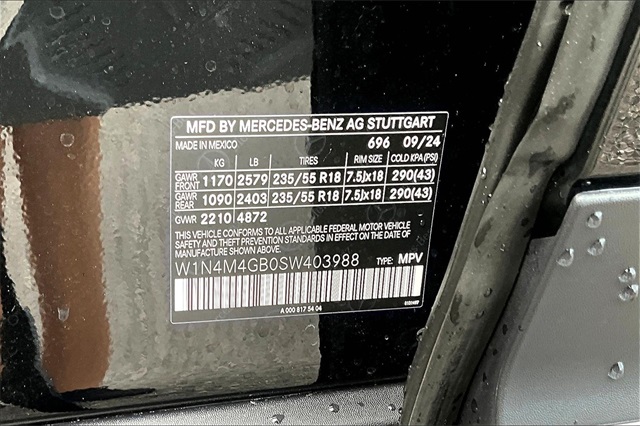 MFD BY MERCEDES-BENZ AG STUTTGART
MADE IN MEXICO 696 09/24
KG LB TIRES RIM SIZE COLD KPA(PSI)
GAWR FRONT 1170 2579 235/55 R18 7.5Jx18 290(43)
GAWR REAR 1090 2403 235/55 R18 7.5Jx18 290(43)
GVWR 2210 4872
THIS VEHICLE CONFORMS TO ALL APPLICABLE FEDERAL MOTOR VEHICLE
SAFETY AND THEFT PREVENTION STANDARDS IN EFFECT ON THE DATE OF
MANUFACTURE SHOWN ABOVE.
W1N4M4GB0SW403988 TYPE: MPV
A 000 817 54 04